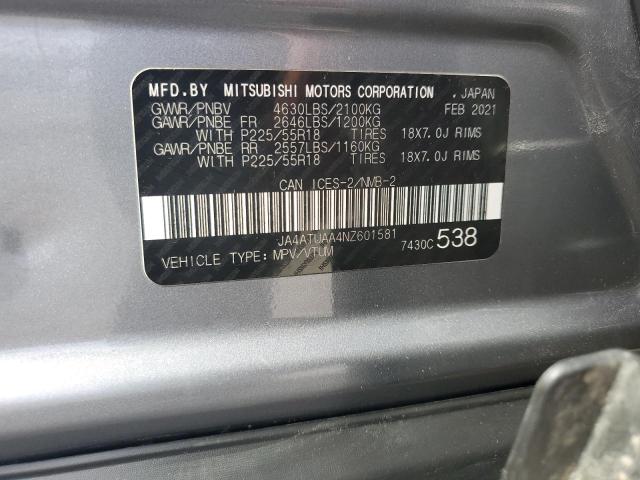 MFD.BY MITSUBISHI MOTORS CORPORATION . JAPAN
GVWR/PNBV 4630LBS/2100KG FEB 2021
GAWR/PNBE FR 2646LBS/1200KG
WITH P225/55R18 TIRES 18X7.0J RIMS
GAWR/PNBE RR 2557LBS/1160KG
WITH P225/55R18 TIRES 18X7.0J RIMS
CAN ICES-2/NMB-2
JA4ATUAA4NZ601581
7430C 538
VEHICLE TYPE: MPV/VTUM